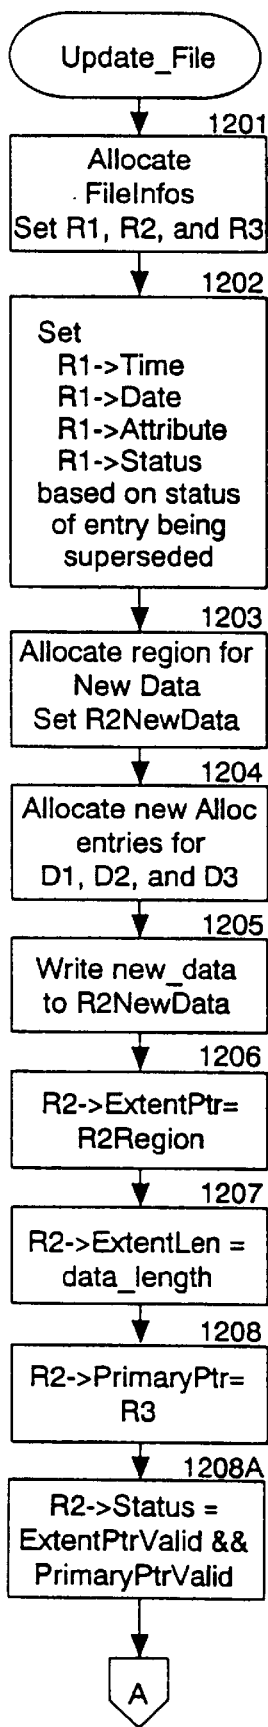 Update_File
1201
Allocate
FileInfos
Set R1, R2, and R3
1202
Set
R1->Time
R1->Date
R1->Attribute
R1->Status
based on status
of entry being
superseded
1203
Allocate region for
New Data
Set R2NewData
1204
Allocate new Alloc
entries for
D1, D2, and D3
1205
Write new_data
to R2NewData
1206
R2->ExtentPtr=
R2Region
1207
R2->ExtentLen =
data_length
1208
R2->PrimaryPtr=
R3
1208A
R2->Status =
ExtentPtrValid &&
PrimaryPtrValid
A